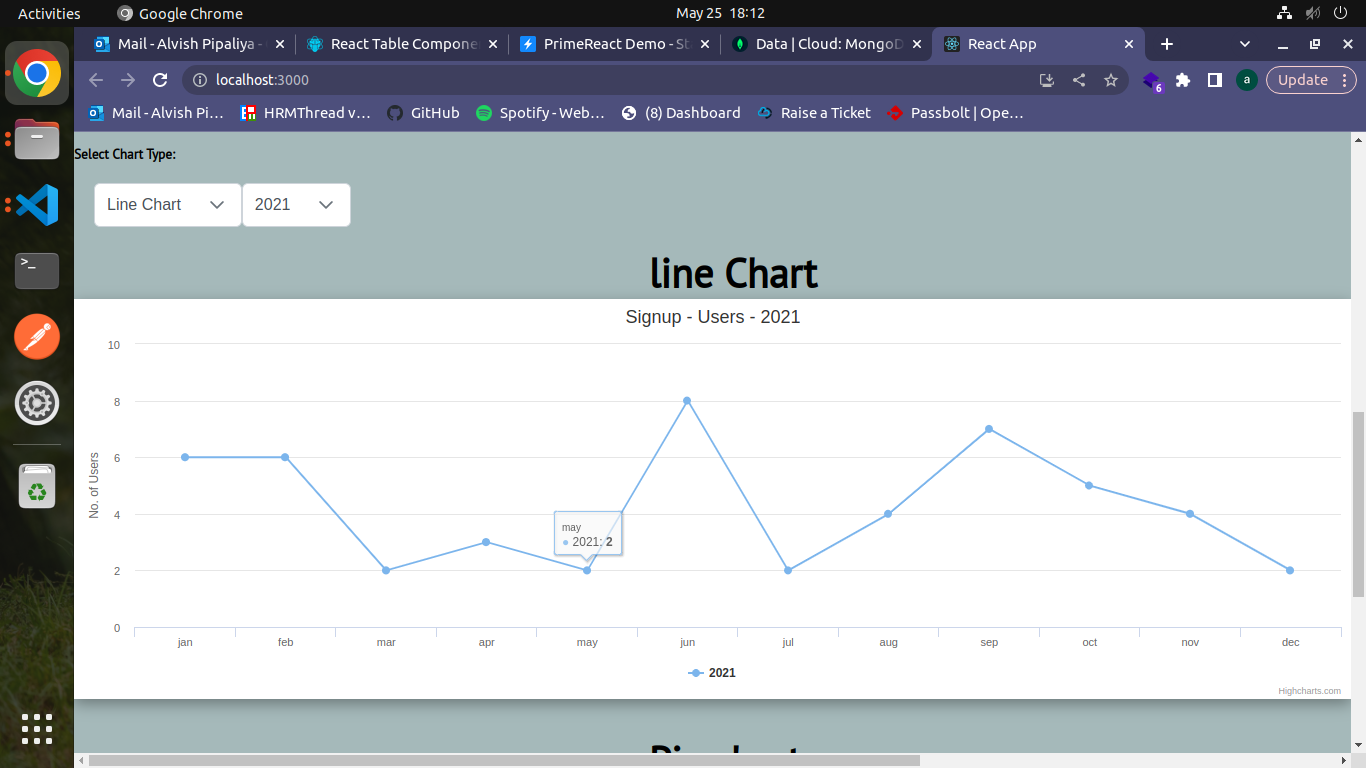 Activities
Google Chrome
May 25 18:12
Mail - Alvish Pipaliya -
React Table Compone
PrimeReact Demo - St
Data | Cloud: MongoD
React App
localhost:3000
6
a
Update
Mail - Alvish Pi…
HRMThread v…
GitHub
Spotify - Web…
(8) Dashboard
Raise a Ticket
Passbolt | Ope…
Select Chart Type:
Line Chart
2021
line Chart
Signup - Users - 2021
No. of Users
10
8
6
4
2
0
may
2021: 2
jan feb mar apr may jun jul aug sep oct nov dec
2021
Highcharts.com